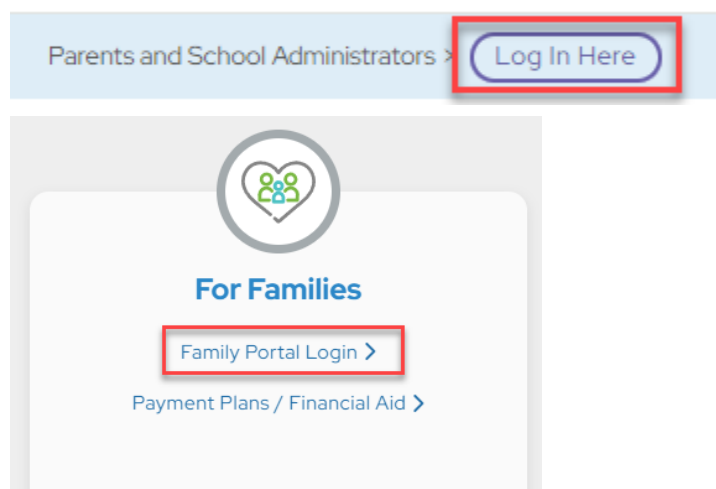 Parents and School Administrators > Log In Here
For Families
Family Portal Login >
Payment Plans / Financial Aid >